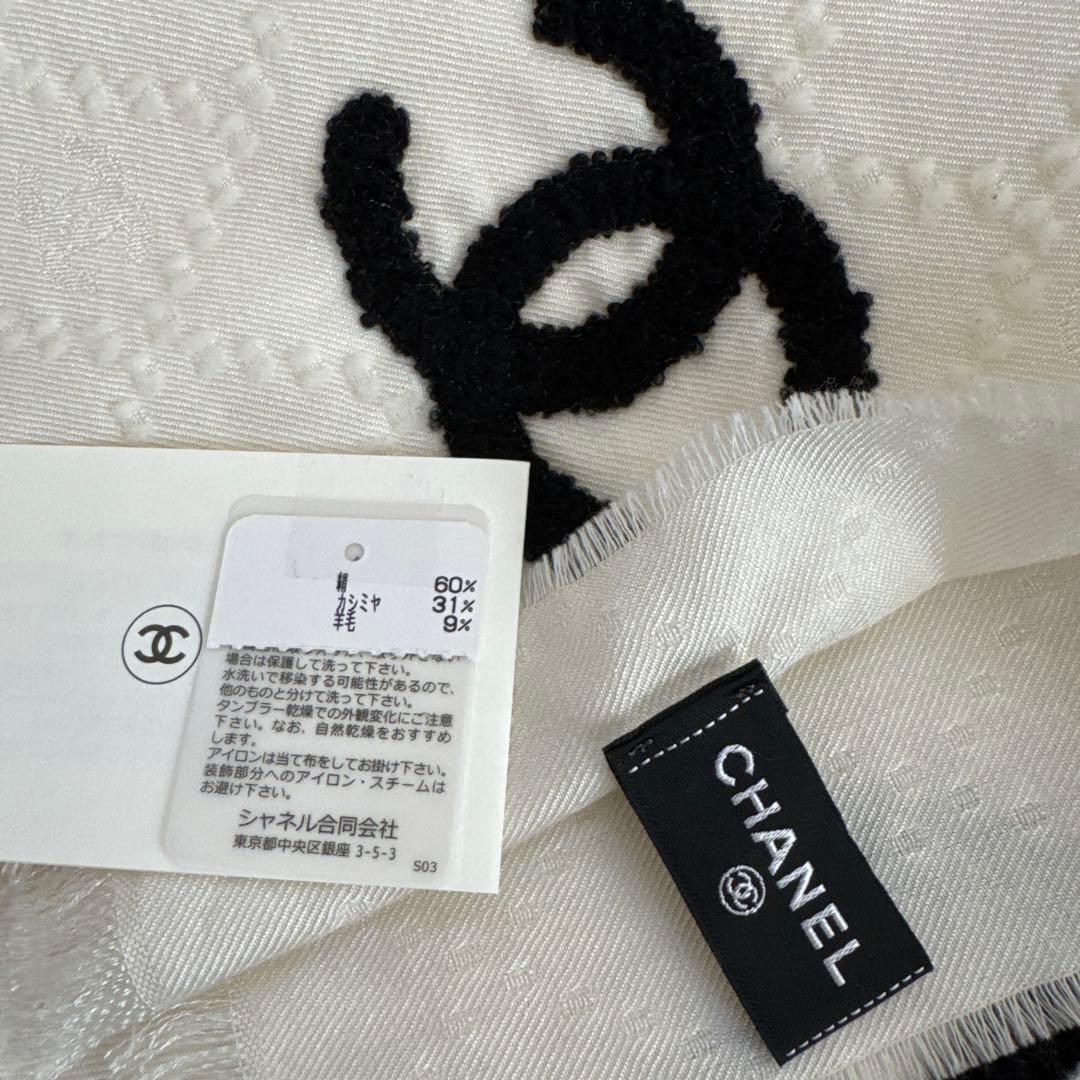 絹 60%
カシミヤ 31%
羊毛 9%
場合は保護して洗って下さい。
水洗いで移染する可能性があるので、
他のものと分けて洗って下さい。
タンブラー乾燥での外観変化にご注意
下さい。なお、自然乾燥をおすすめ
します。
アイロンは当て布をしてお掛け下さい。
装飾部分へのアイロン・スチームは
お避け下さい。
シャネル合同会社
東京都中央区銀座 3-5-3
S03
CHANEL